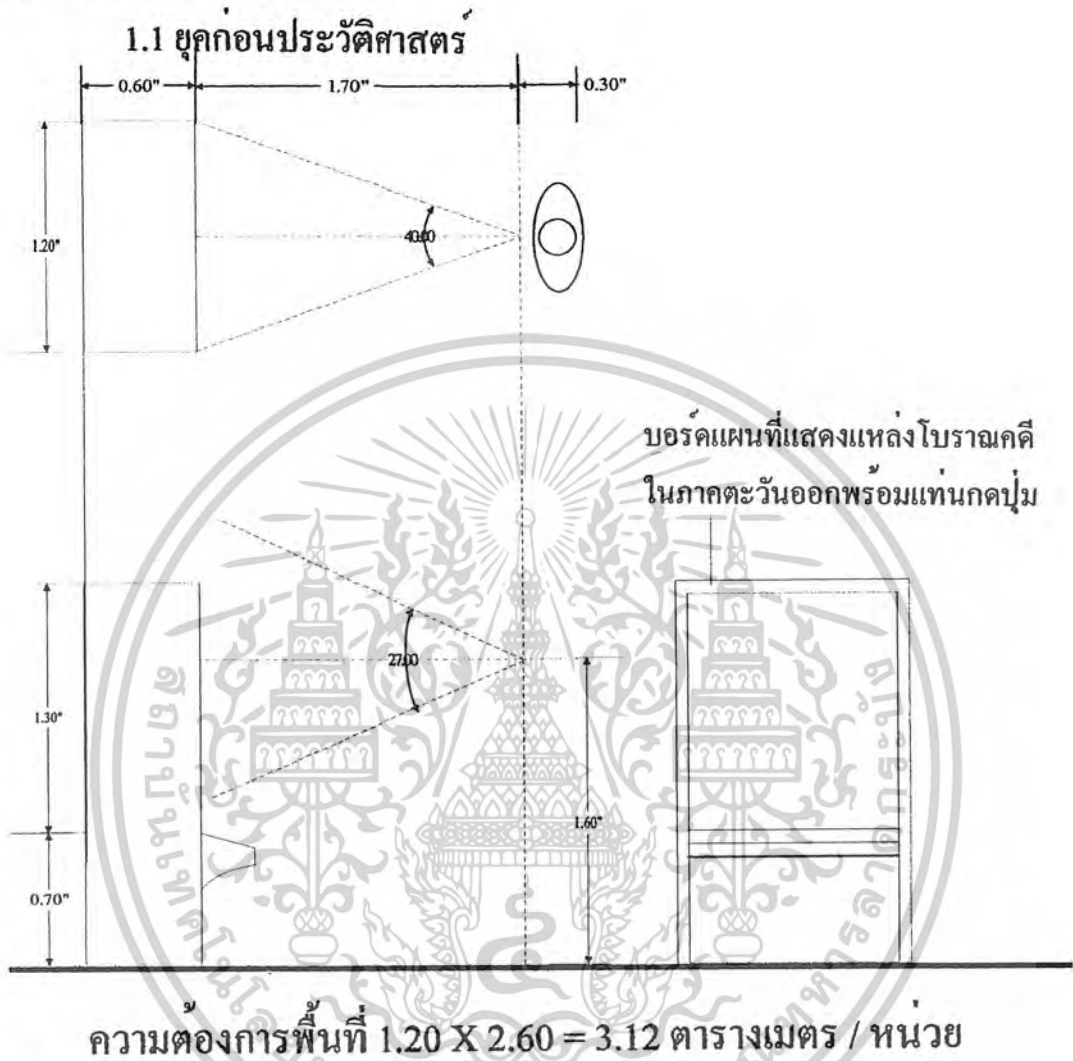 1.1 ยุคก่อนประวัติศาสตร์
0.60" 1.70" 0.30"
1.20"
40.00
บอร์ดแผนที่แสดงแหล่งโบราณคดี
ในภาคตะวันออกพร้อมแท่นกดปุ่ม
27.00
1.30"
1.60"
0.70"
ความต้องการพื้นที่ 1.20 X 2.60 = 3.12 ตารางเมตร / หน่วย